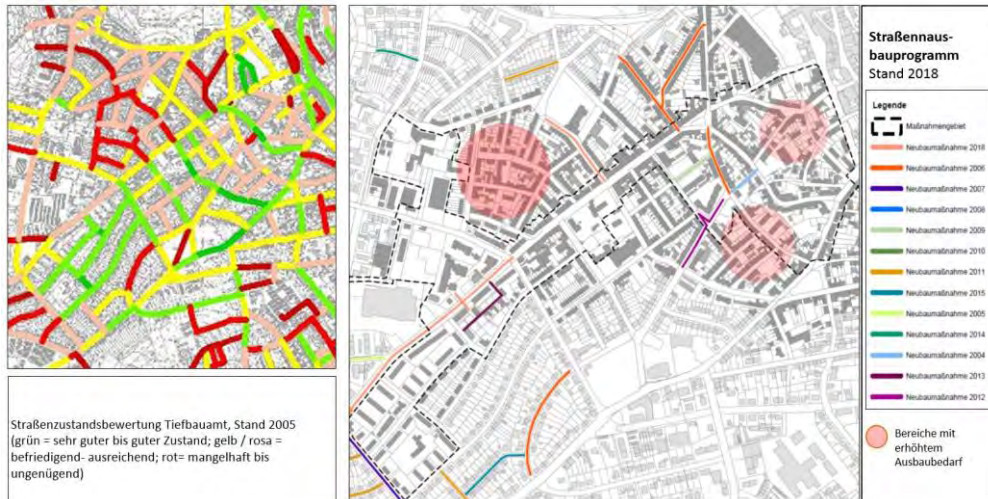 Straßenzustandsbewertung Tiefbauamt, Stand 2005
(grün = sehr guter bis guter Zustand; gelb / rosa =
befriedigend- ausreichend; rot= mangelhaft bis
ungenügend)
Straßennaus-
bauprogramm
Stand 2018
Legende
Maßnahmengebiet
Neubaumaßnahme 2018
Neubaumaßnahme 2006
Neubaumaßnahme 2007
Neubaumaßnahme 2008
Neubaumaßnahme 2009
Neubaumaßnahme 2010
Neubaumaßnahme 2011
Neubaumaßnahme 2015
Neubaumaßnahme 2005
Neubaumaßnahme 2014
Neubaumaßnahme 2004
Neubaumaßnahme 2013
Neubaumaßnahme 2012
Bereiche mit
erhöhtem
Ausbaubedarf